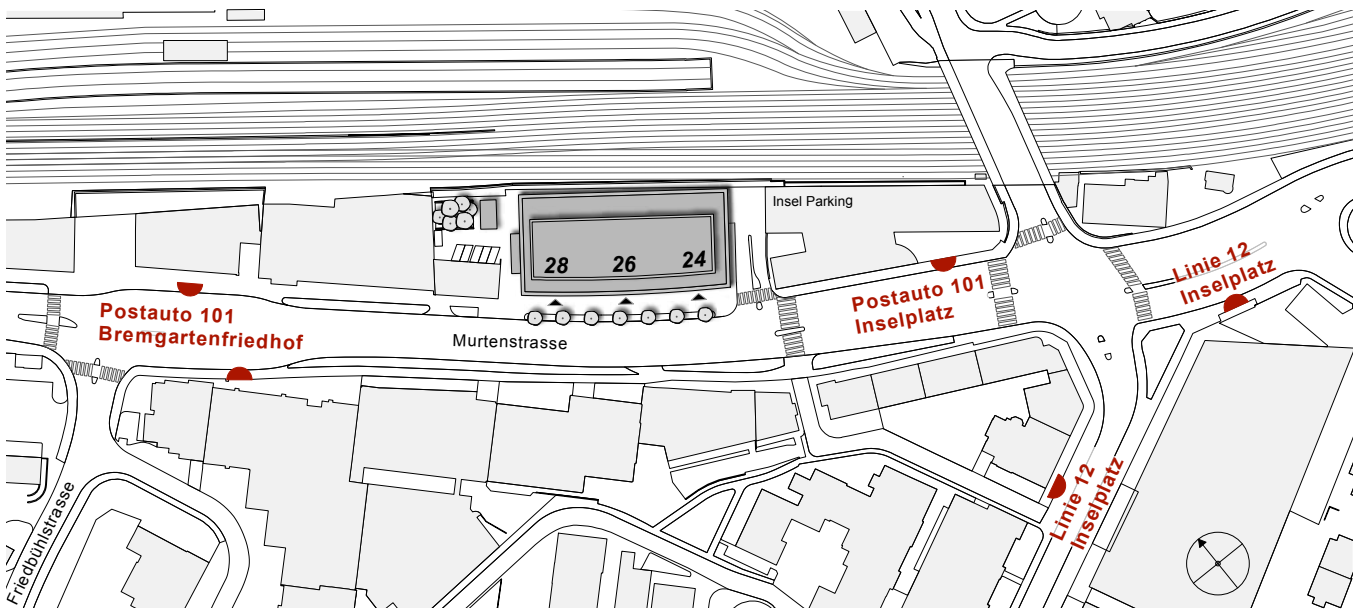 Insel Parking
28
26
24
Postauto 101
Bremgartenfriedhof
Murtenstrasse
Postauto 101
Inselplatz
Linie 12
Inselplatz
Linie 12
Inselplatz
Friedbühlstrasse